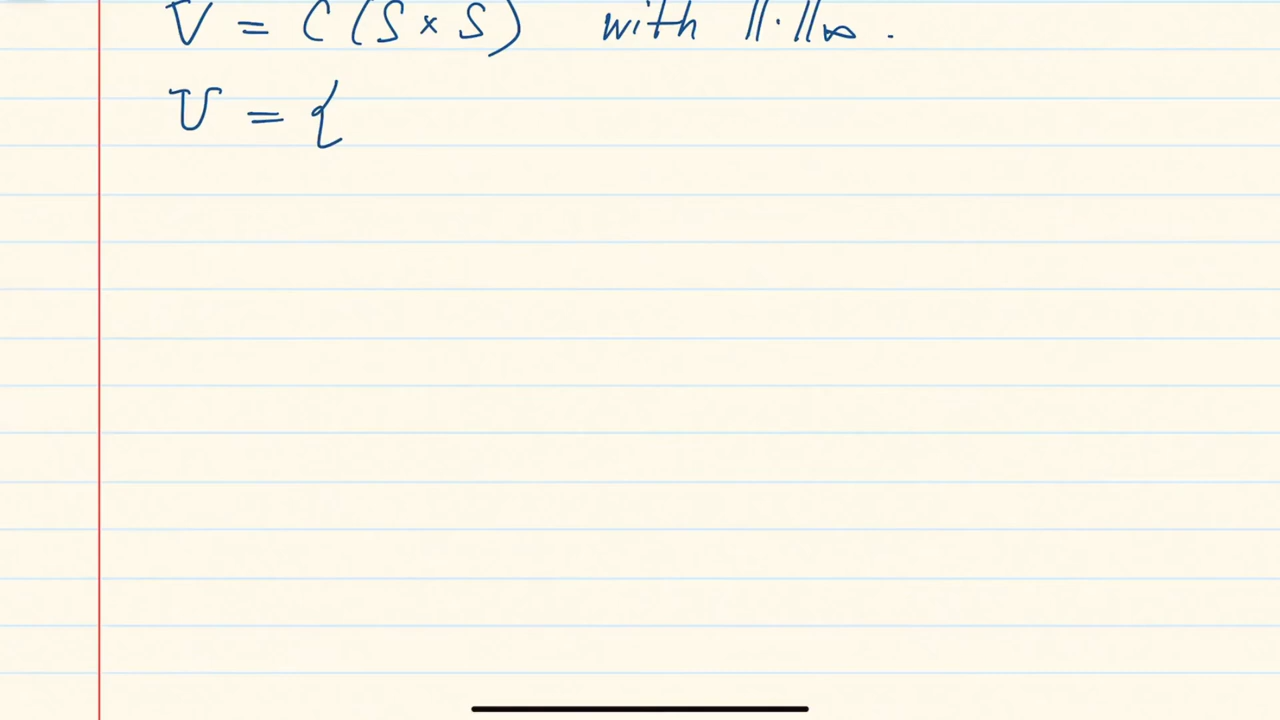 V = C(S × S) with ||·||∞.
U = {